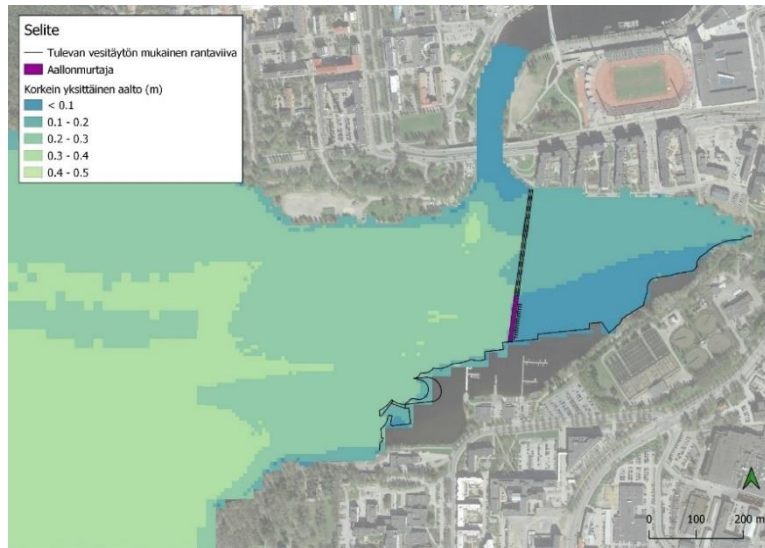 Selite
Tulevan vesitäytön mukainen rantaviiva
Aallonmurtaja
Korkein yksittäinen aalto (m)
< 0.1
0.1 - 0.2
0.2 - 0.3
0.3 - 0.4
0.4 - 0.5
0 100 200 m